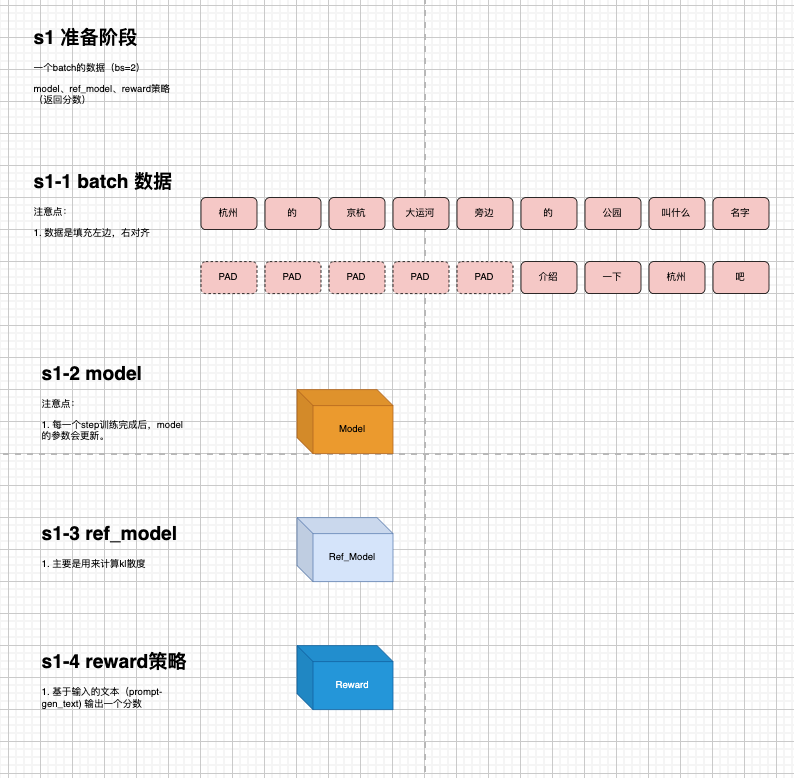 s1 准备阶段
一个batch的数据（bs=2）
model、ref_model、reward策略
（返回分数）
s1-1 batch 数据
注意点：
1. 数据是填充左边，右对齐
杭州 的 京杭 大运河 旁边 的 公园 叫什么 名字
PAD PAD PAD PAD PAD 介绍 一下 杭州 吧
s1-2 model
注意点：
1. 每一个step训练完成后，model
的参数会更新。
Model
s1-3 ref_model
1. 主要是用来计算kl散度
Ref_Model
s1-4 reward策略
1. 基于输入的文本（prompt-
gen_text) 输出一个分数
Reward